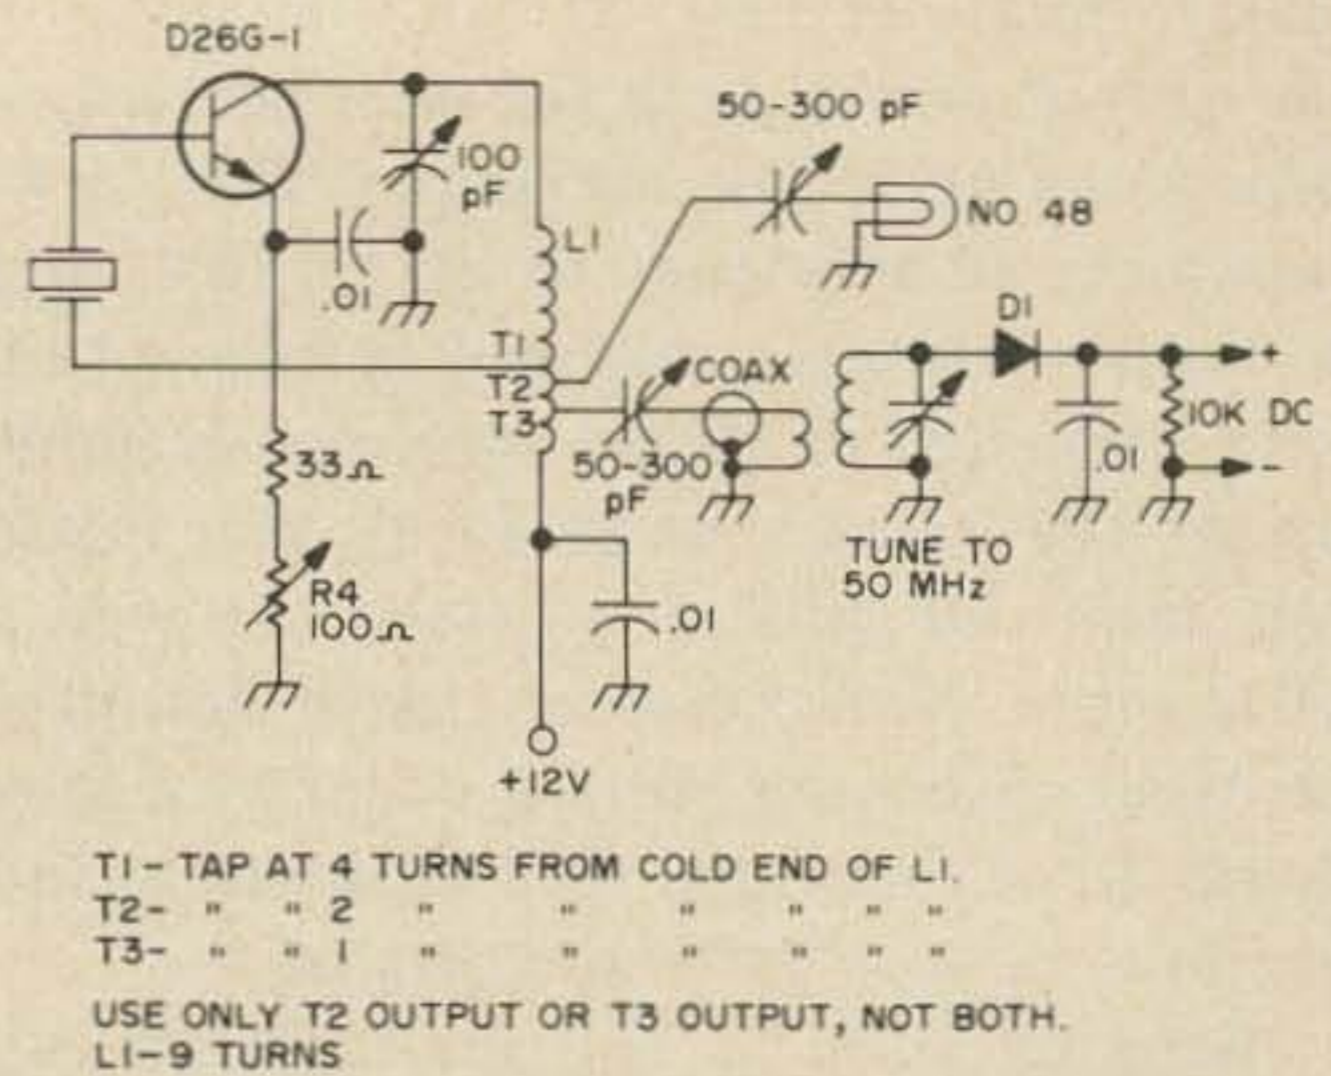 D26G-1
50-300 pF
100
pF
L1
NO 48
.01
D1
T1
COAX
+
T2
T3
10K DC
33Ω
50-300
pF
.01
-
TUNE TO
50 MHz
R4
100Ω
.01
+12V
T1- TAP AT 4 TURNS FROM COLD END OF L1.
T2- " " 2 " " " " " "
T3- " " 1 " " " " " "
USE ONLY T2 OUTPUT OR T3 OUTPUT, NOT BOTH.
L1-9 TURNS